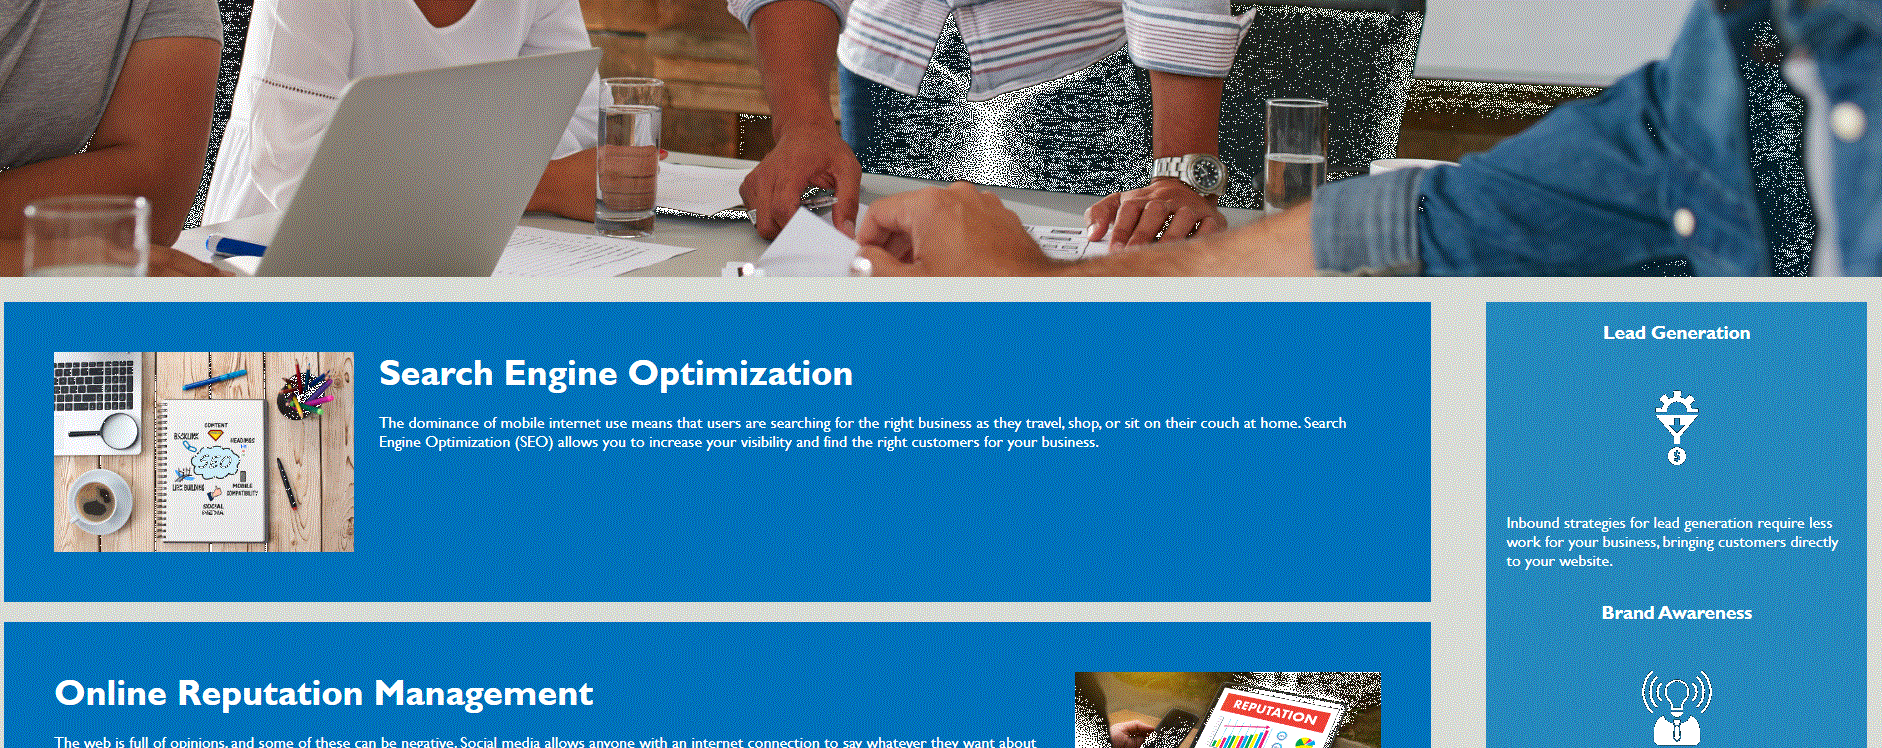 Search Engine Optimization
The dominance of mobile internet use means that users are searching for the right business as they travel, shop, or sit on their couch at home. Search
Engine Optimization (SEO) allows you to increase your visibility and find the right customers for your business.
CONTENT
BACKLINK
HEADINGS
SEO
LINK BUILDING
MOBILE
COMPATIBILITY
SOCIAL
MEDIA
Online Reputation Management
The web is full of opinions, and some of these can be negative. Social media allows anyone with an internet connection to say whatever they want about
REPUTATION
Lead Generation
$
Inbound strategies for lead generation require less
work for your business, bringing customers directly
to your website.
Brand Awareness